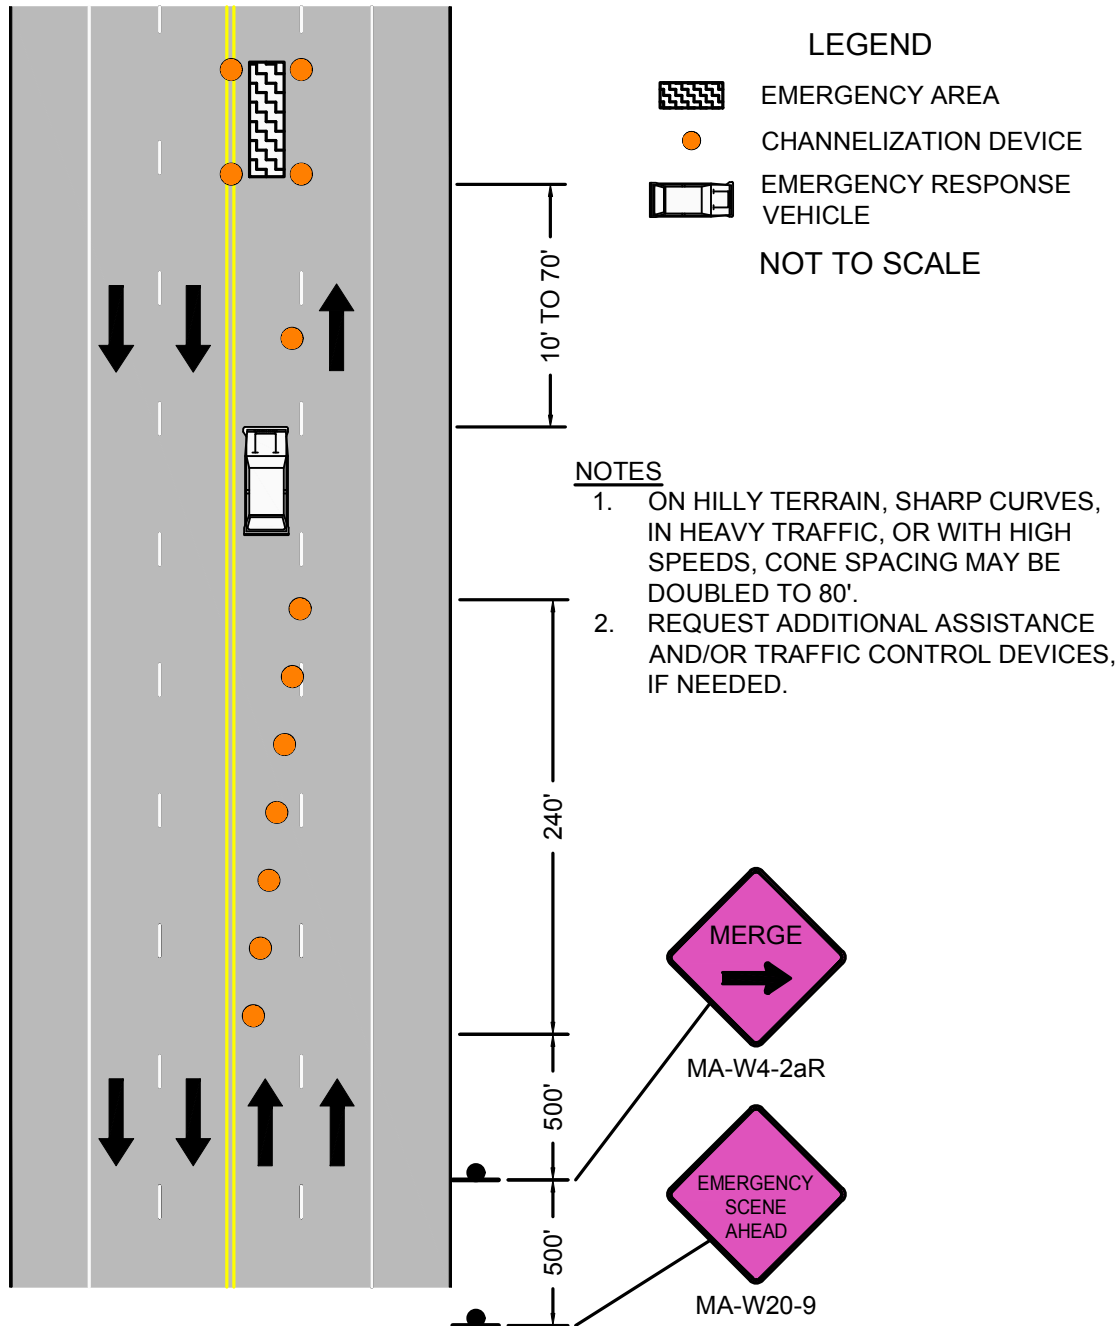 LEGEND
EMERGENCY AREA
CHANNELIZATION DEVICE
EMERGENCY RESPONSE
VEHICLE
NOT TO SCALE
10' TO 70'
NOTES
1. ON HILLY TERRAIN, SHARP CURVES,
IN HEAVY TRAFFIC, OR WITH HIGH
SPEEDS, CONE SPACING MAY BE
DOUBLED TO 80'.
2. REQUEST ADDITIONAL ASSISTANCE
AND/OR TRAFFIC CONTROL DEVICES,
IF NEEDED.
240'
MERGE
MA-W4-2aR
500'
EMERGENCY
SCENE
AHEAD
500'
MA-W20-9